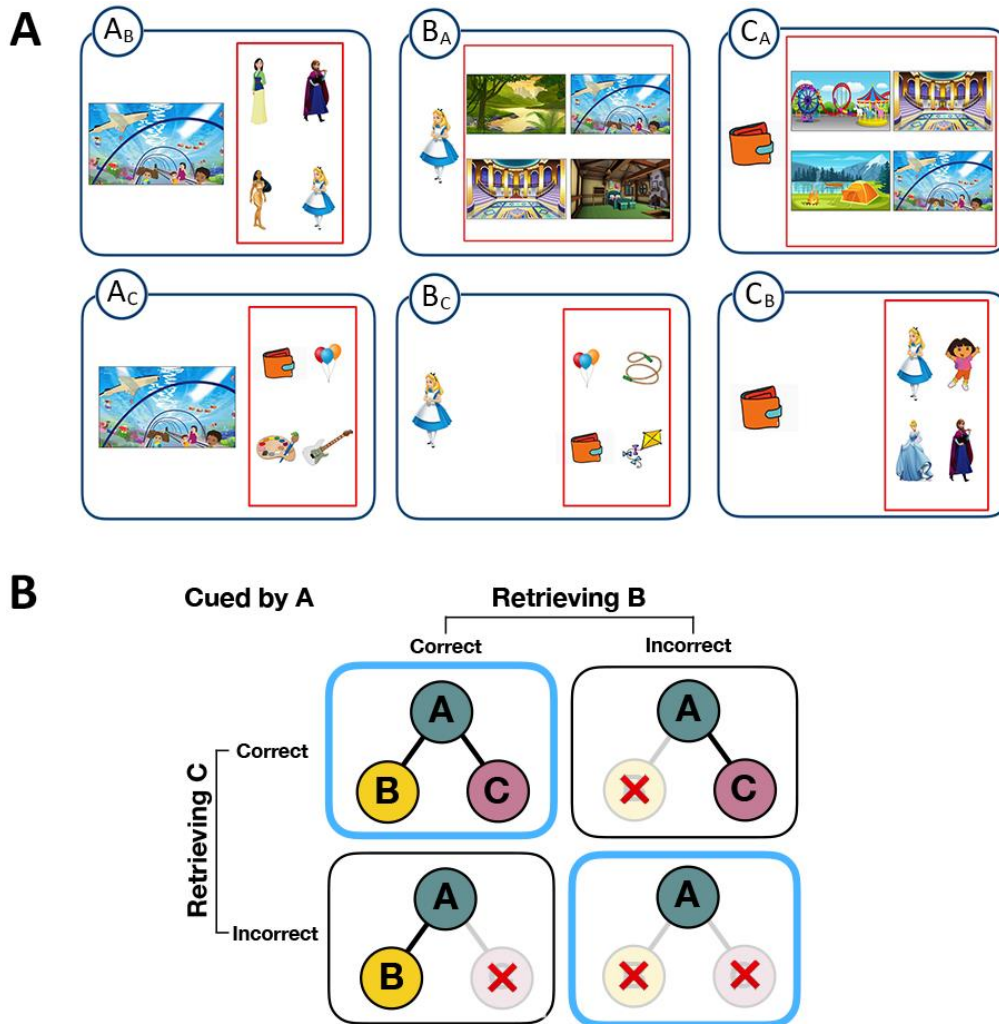 A
AB
BA
CA
AC
BC
CB
B
Cued by A
Retrieving B
Correct
Incorrect
Retrieving C
Correct
A
B
C
A
C
Incorrect
A
B
A